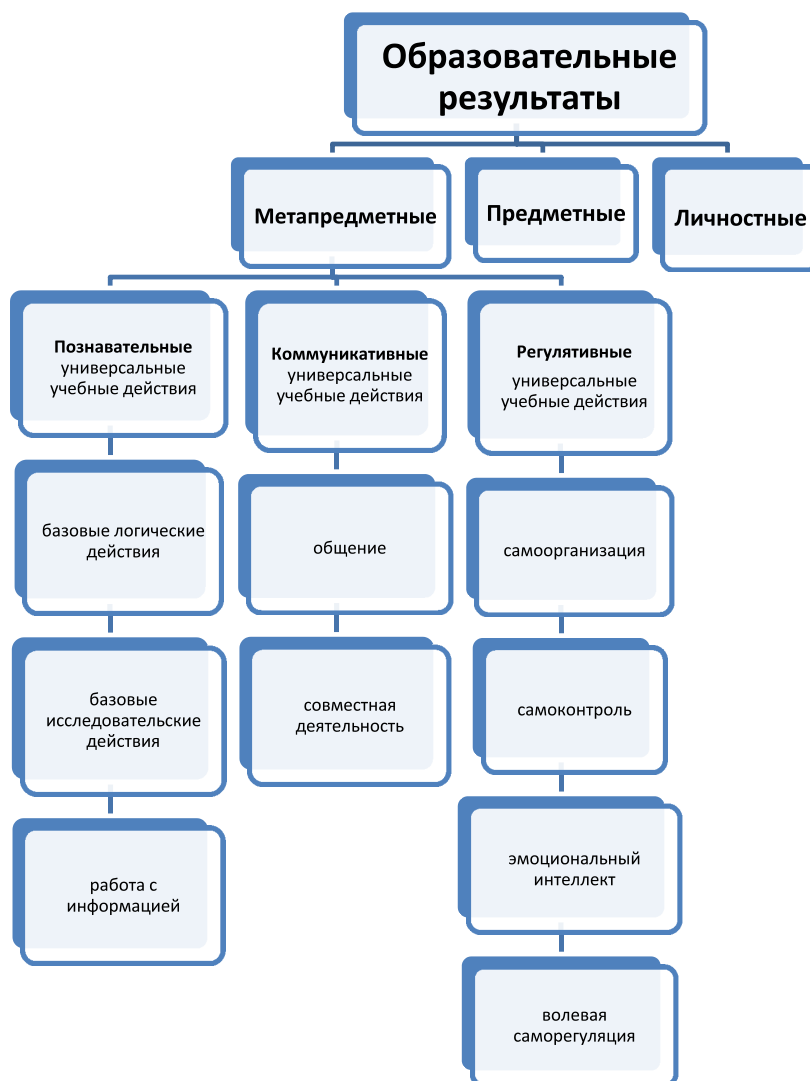 Образовательные
результаты
Метапредметные
Предметные
Личностные
Познавательные
универсальные
учебные действия
Коммуникативные
универсальные
учебные действия
Регулятивные
универсальные
учебные действия
базовые логические
действия
общение
самоорганизация
базовые
исследовательские
действия
совместная
деятельность
самоконтроль
работа с
информацией
эмоциональный
интеллект
волевая
саморегуляция